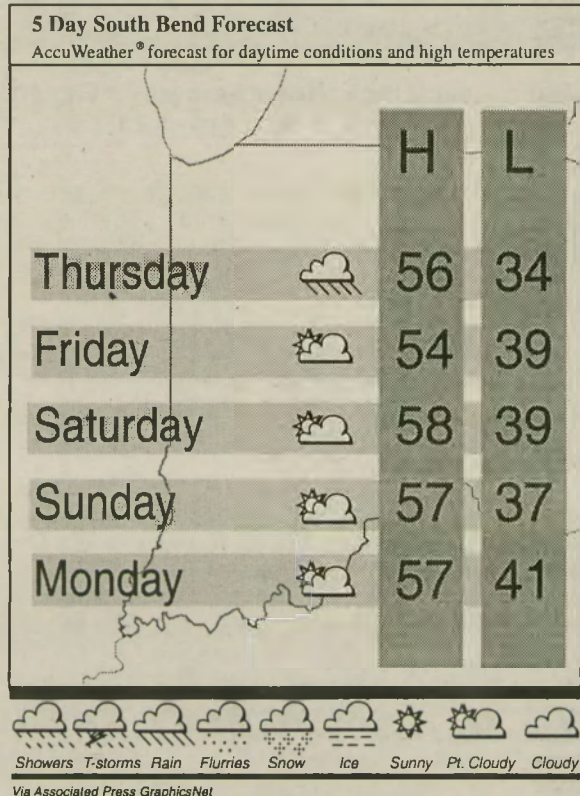 5 Day South Bend Forecast
AccuWeather® forecast for daytime conditions and high temperatures
H L
Thursday 56 34
Friday 54 39
Saturday 58 39
Sunday 57 37
Monday 57 41
Showers T-storms Rain Flurries Snow Ice Sunny Pt. Cloudy Cloudy
Via Associated Press GraphicsNet